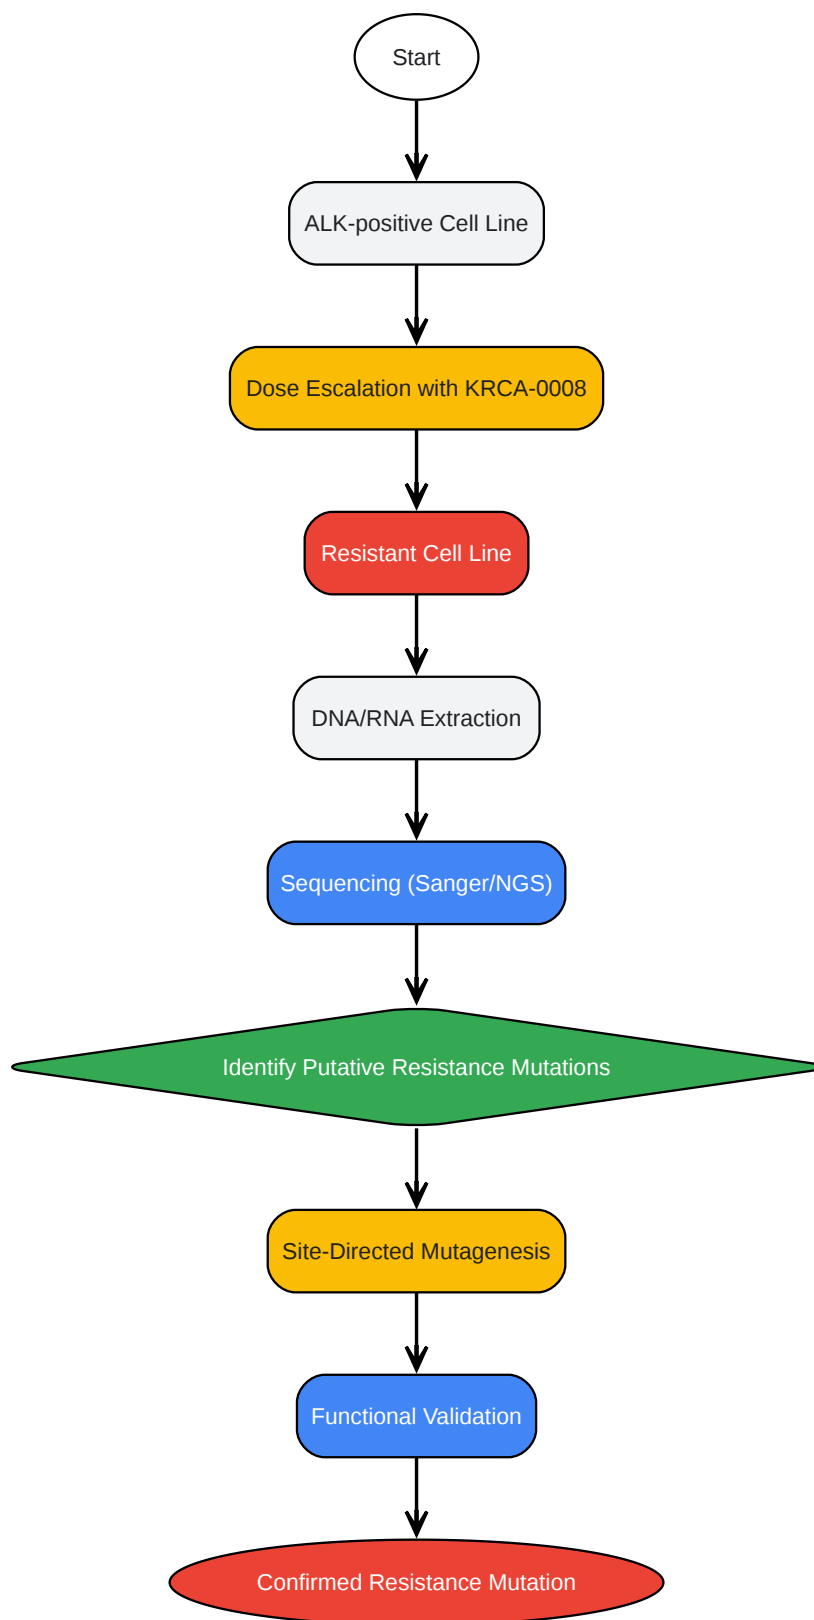 Start
ALK-positive Cell Line
Dose Escalation with KRCA-0008
Resistant Cell Line
DNA/RNA Extraction
Sequencing (Sanger/NGS)
Identify Putative Resistance Mutations
Site-Directed Mutagenesis
Functional Validation
Confirmed Resistance Mutation